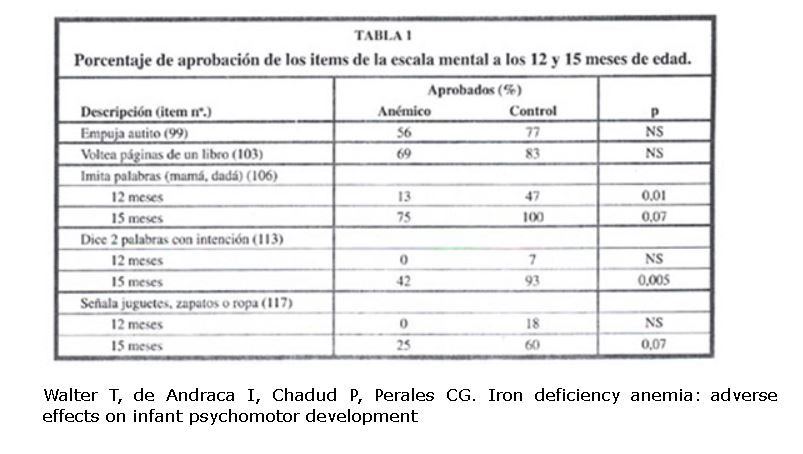 TABLA 1
Porcentaje de aprobación de los items de la escala mental a los 12 y 15 meses de edad.
Aprobados (%)
Descripción (item nº.) Anémico Control p
Empuja autito (99) 56 77 NS
Voltea páginas de un libro (103) 69 83 NS
Imita palabras (mamá, dadá) (106)
12 meses 13 47 0,01
15 meses 75 100 0,07
Dice 2 palabras con intención (113)
12 meses 0 7 NS
15 meses 42 93 0,005
Señala juguetes, zapatos o ropa (117)
12 meses 0 18 NS
15 meses 25 60 0,07
Walter T, de Andraca I, Chadud P, Perales CG. Iron deficiency anemia: adverse
effects on infant psychomotor development